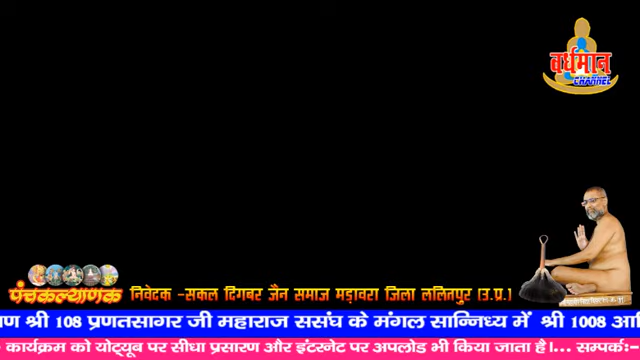 वर्धमान
CHANNEL
पंचकल्याणक
निवेदक -सकल दिगबर जैन समाज मड़ावरा जिला ललितपुर (उ.प्र.)
ाण श्री 108 प्रणतसागर जी महाराज ससंघ के मंगल सान्निध्य में श्री 1008 आदि
कार्यक्रम को योट्यूब पर सीधा प्रसारण और इंटरनेट पर अपलोड भी किया जाता है।... सम्पर्कः-